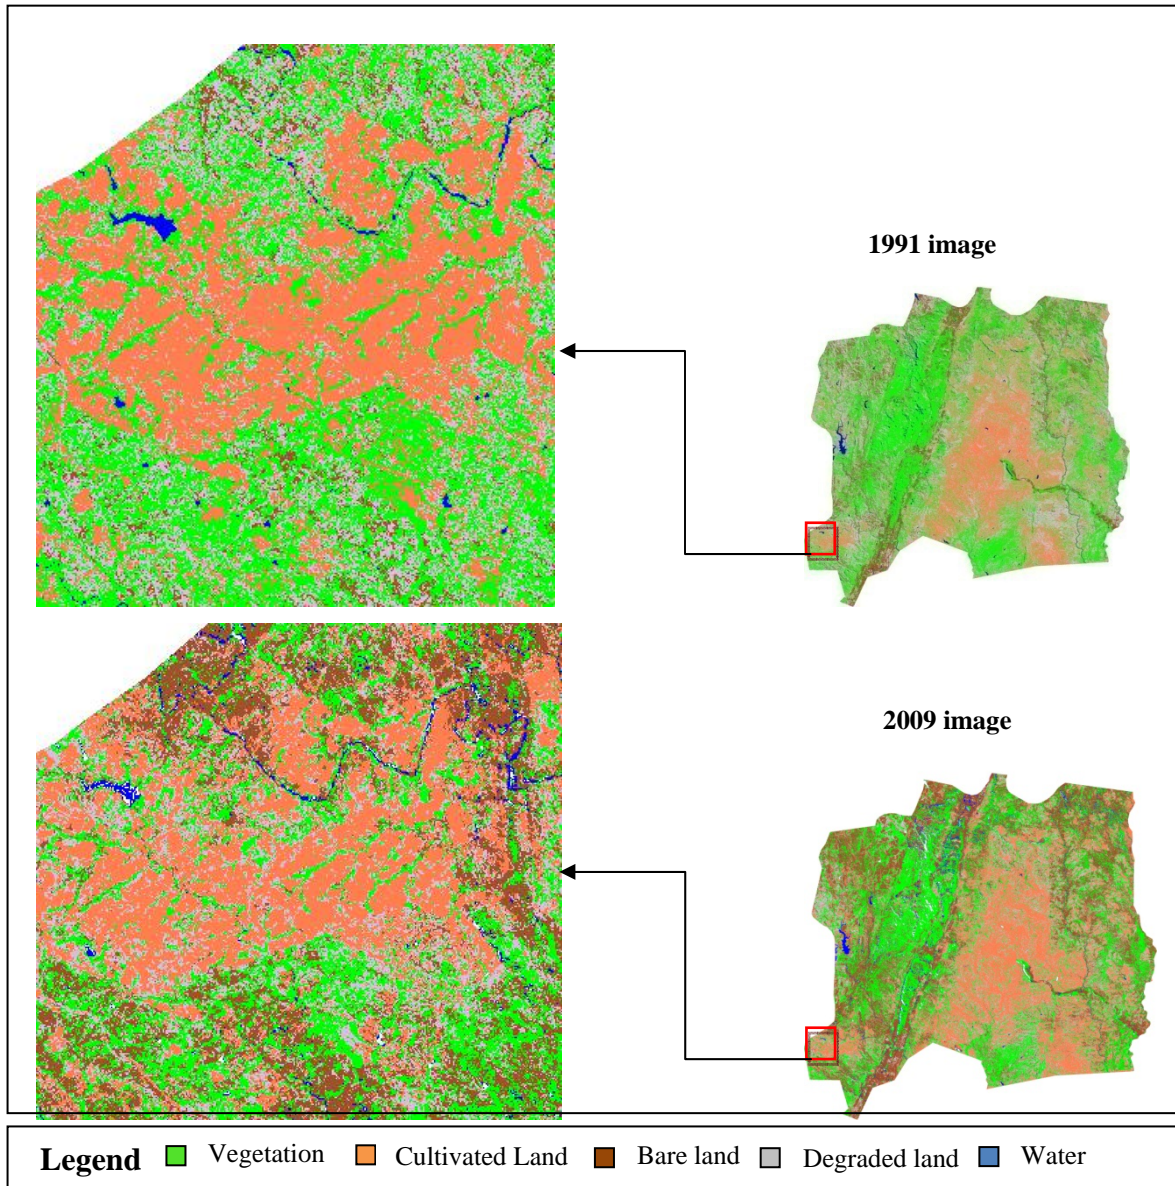 1991 image
2009 image
Legend Vegetation Cultivated Land Bare land Degraded land Water